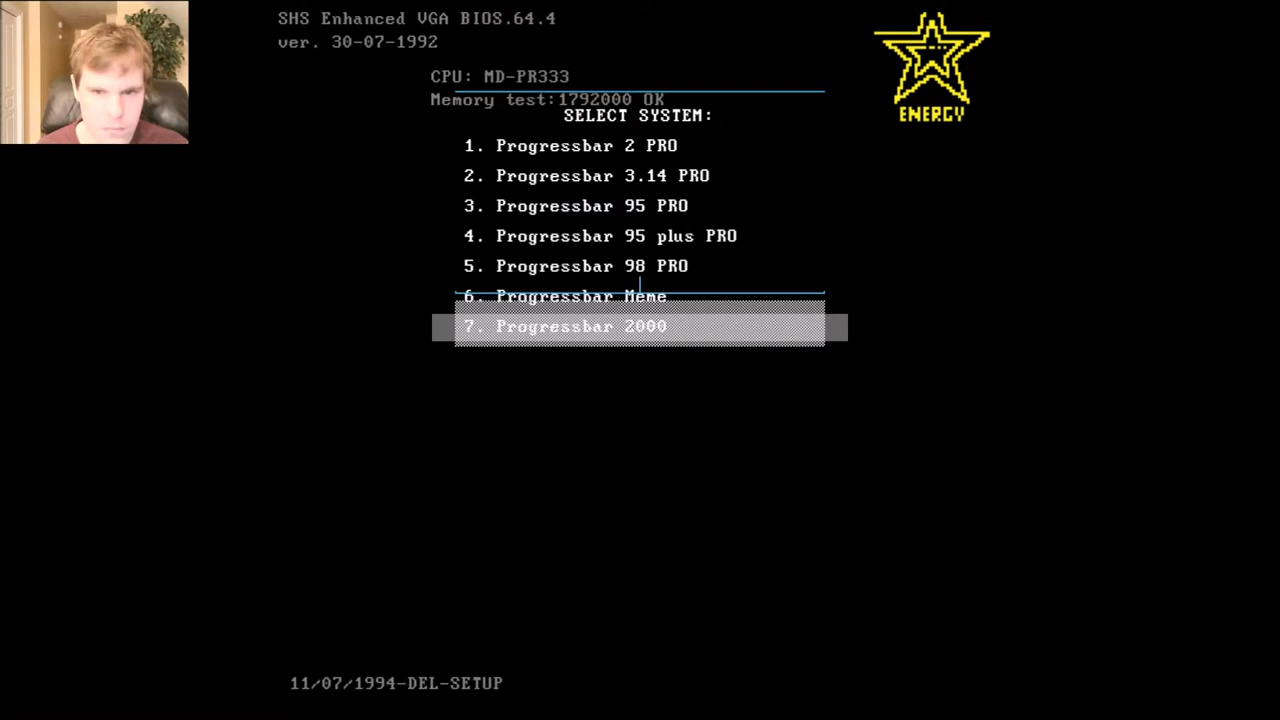 SHS Enhanced VGA BIOS.64.4
ver. 30-07-1992
ENERGY
CPU: MD-PR333
Memory test:1792000 OK
SELECT SYSTEM:
1. Progressbar 2 PRO
2. Progressbar 3.14 PRO
3. Progressbar 95 PRO
4. Progressbar 95 plus PRO
5. Progressbar 98 PRO
6. Progressbar Meme
7. Progressbar 2000
11/07/1994-DEL-SETUP